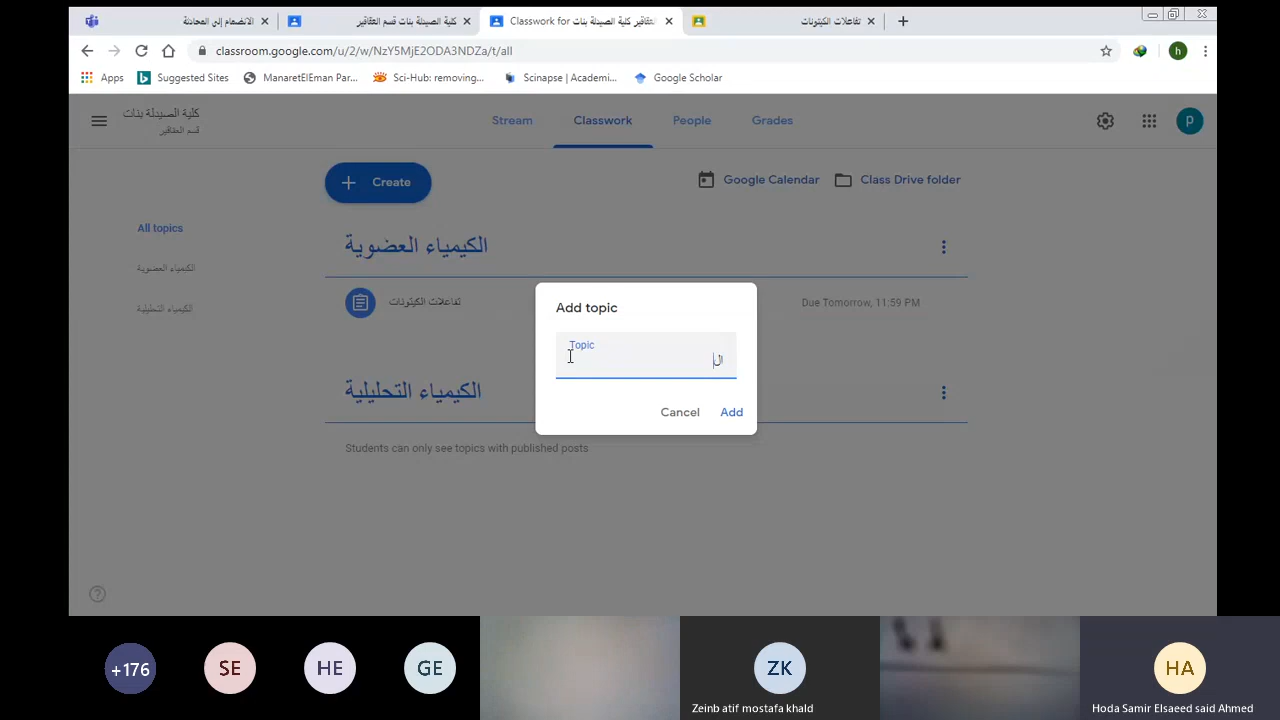 الانضمام إلى المحادثة
كلية الصيدلة بنات قسم العقاقير
Classwork for كلية الصيدلة بنات
تفاعلات الكيتونات
classroom.google.com/u/2/w/NzY5MjE2ODA3NDZa/t/all
h
Apps
Suggested Sites
ManaretElEman Par...
Sci-Hub: removing...
Scinapse | Academi...
Google Scholar
كلية الصيدلة بنات
قسم العقاقير
Stream
Classwork
People
Grades
p
Create
Google Calendar
Class Drive folder
All topics
الكيمياء العضوية
الكيمياء التحليلية
الكيمياء العضوية
تفاعلات الكيتونات
Due Tomorrow, 11:59 PM
الكيمياء التحليلية
Students can only see topics with published posts
Add topic
Topic
ال
Cancel
Add
+176
SE
HE
GE
ZK
Zeinb atif mostafa khald
HA
Hoda Samir Elsaeed said Ahmed